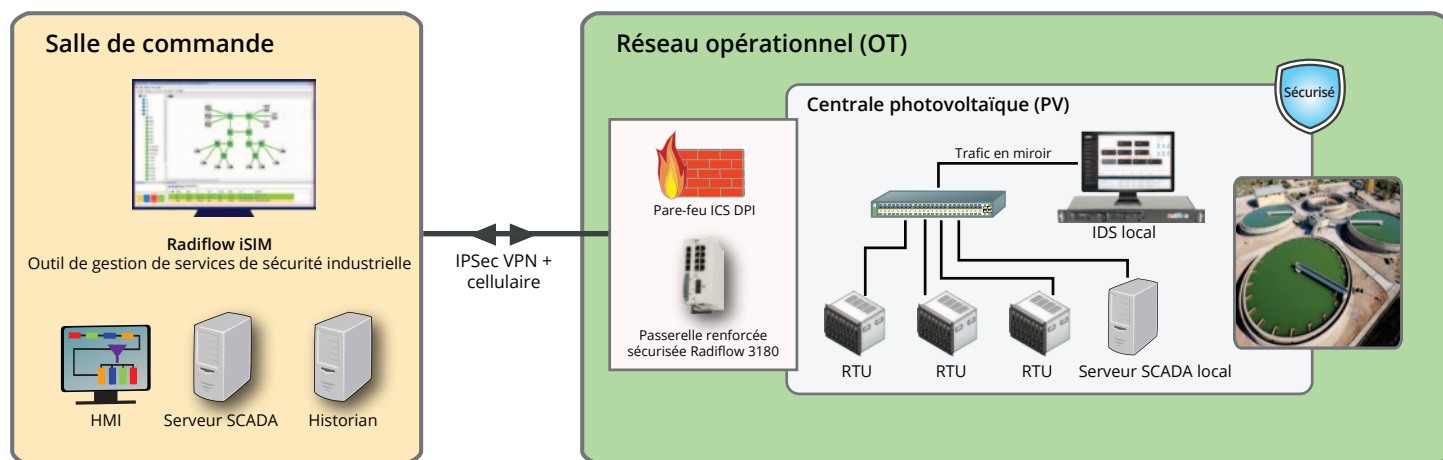 Salle de commande
Radiflow iSIM
Outil de gestion de services de sécurité industrielle
HMI
Serveur SCADA
Historian
IPSec VPN +
cellulaire
Réseau opérationnel (OT)
Pare-feu ICS DPI
Passerelle renforcée
sécurisée Radiflow 3180
Centrale photovoltaïque (PV)
Sécurisé
Trafic en miroir
radiflow
IDS local
RTU
RTU
RTU
Serveur SCADA local